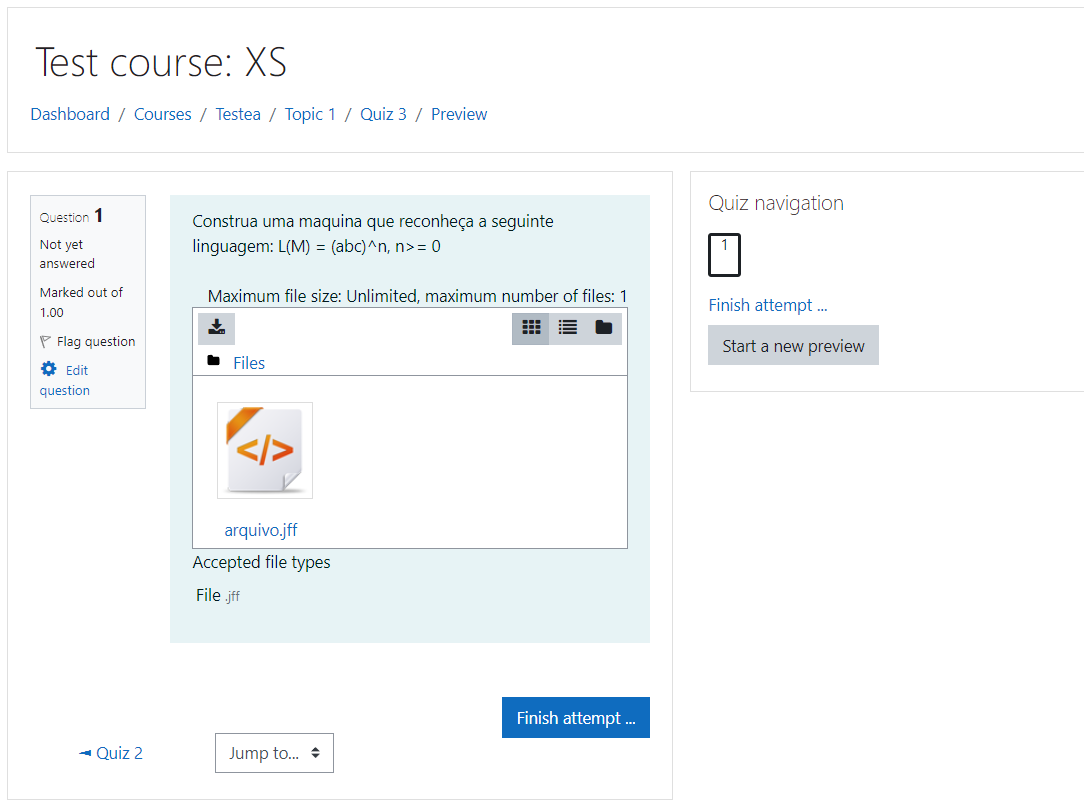 Test course: XS
Dashboard / Courses / Testea / Topic 1 / Quiz 3 / Preview
Question 1
Not yet
answered
Marked out of
1.00
Flag question
Edit
question
Construa uma maquina que reconheça a seguinte
linguagem: L(M) = (abc)^n, n>= 0
Maximum file size: Unlimited, maximum number of files: 1
Files
</>
arquivo.jff
Accepted file types
File .jff
Finish attempt ...
◄ Quiz 2
Jump to...
Quiz navigation
1
Finish attempt ...
Start a new preview